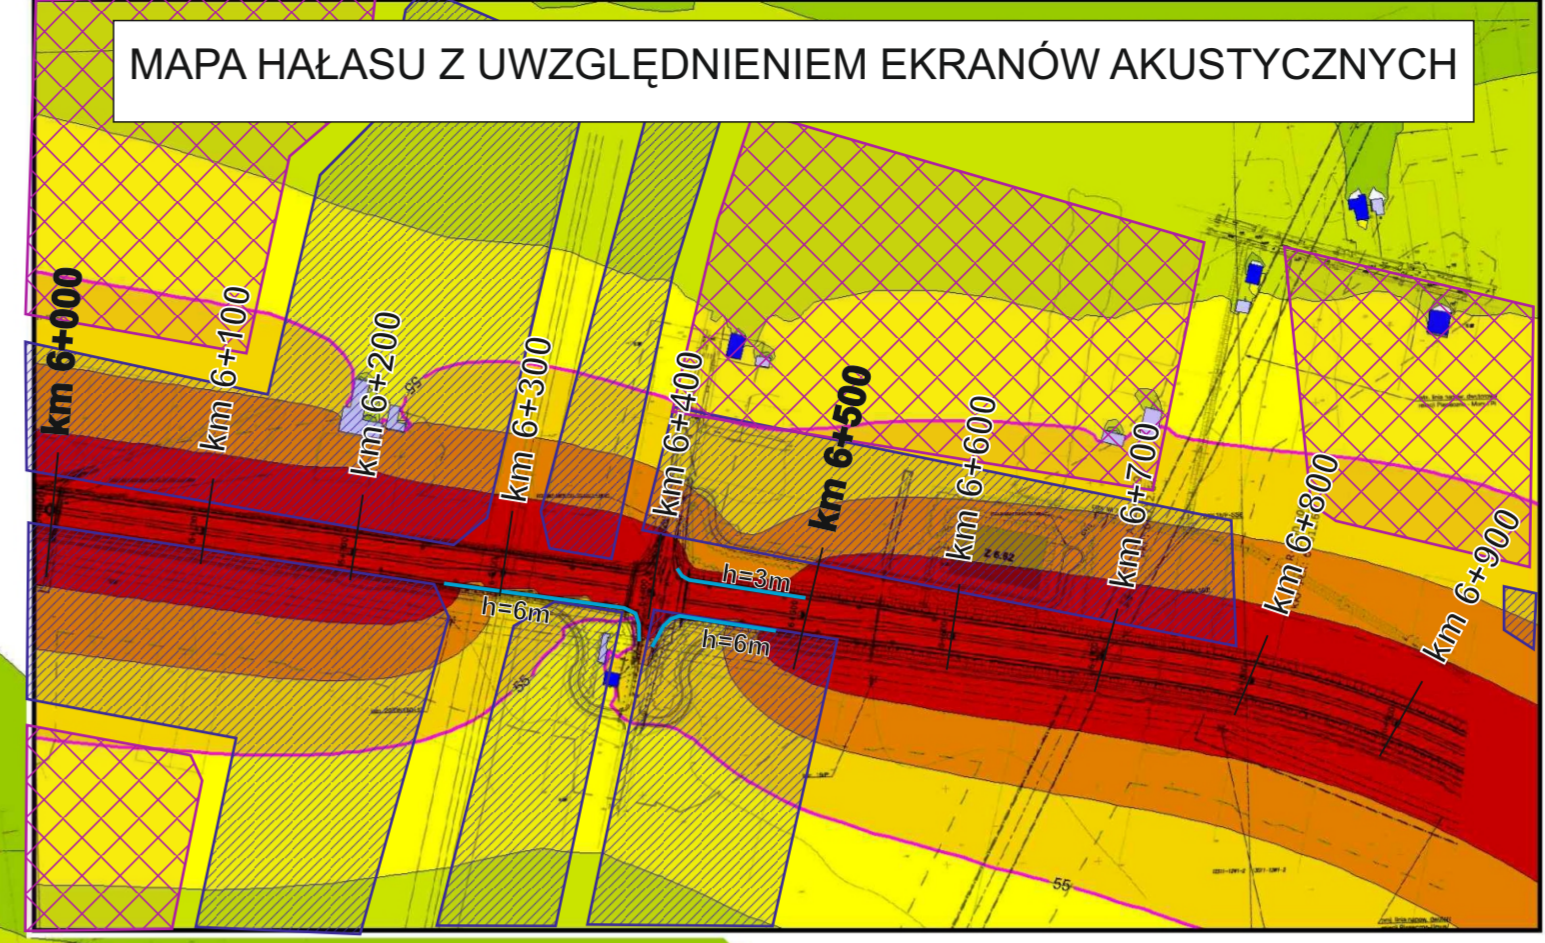 MAPA HAŁASU Z UWZGLĘDNIENIEM EKRANÓW AKUSTYCZNYCH
km 6+000
km 6+100
km 6+200
55
km 6+300
km 6+400
km 6+500
km 6+600
km 6+700
km 6+800
km 6+900
h=3m
h=6m
h=6m
55
55